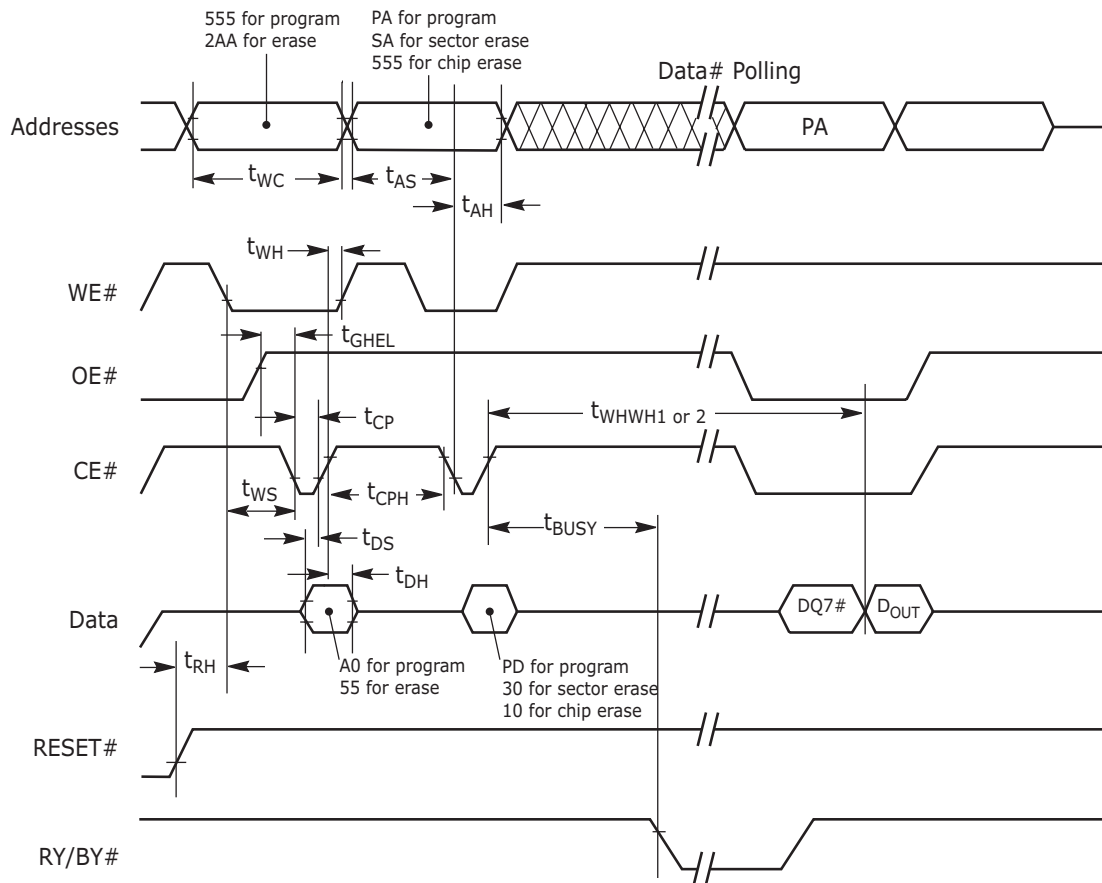 555 for program
2AA for erase
PA for program
SA for sector erase
555 for chip erase
Data# Polling
Addresses
PA
tWC
tAS
tAH
tWH
WE#
tGHEL
OE#
tWHWH1 or 2
tCP
CE#
tWS
tCPH
tBUSY
tDS
tDH
Data
DQ7#
DOUT
tRH
A0 for program
55 for erase
PD for program
30 for sector erase
10 for chip erase
RESET#
RY/BY#